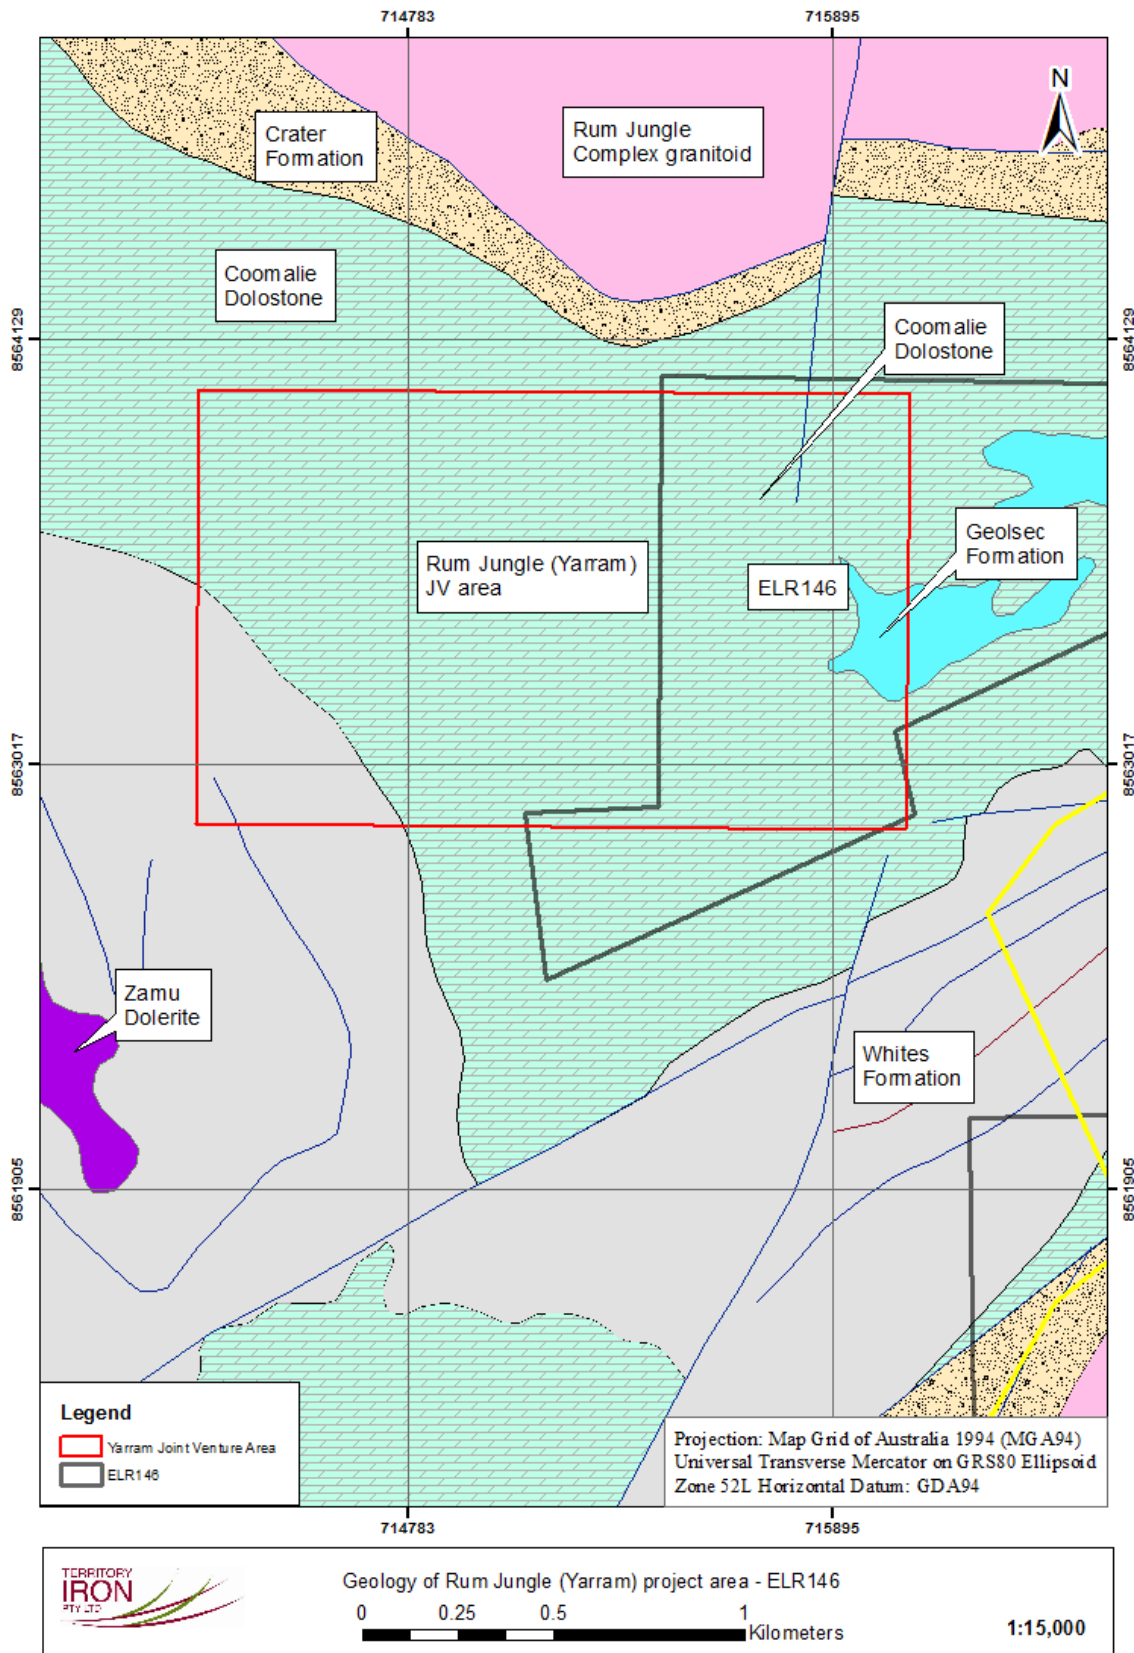 714783
715895
N
Crater
Formation
Rum Jungle
Complex granitoid
Coomalie
Dolostone
8564129
8564129
Coomalie
Dolostone
Geolsec
Formation
Rum Jungle (Yarram)
JV area
ELR146
8563017
8563017
Zamu
Dolerite
Whites
Formation
8561905
8561905
Legend
Yarram Joint Venture Area
ELR146
Projection: Map Grid of Australia 1994 (MGA94)
Universal Transverse Mercator on GRS80 Ellipsoid
Zone 52L Horizontal Datum: GDA94
714783
715895
TERRITORY
IRON
PTY LTD
Geology of Rum Jungle (Yarram) project area - ELR146
0 0.25 0.5 1
Kilometers
1:15,000